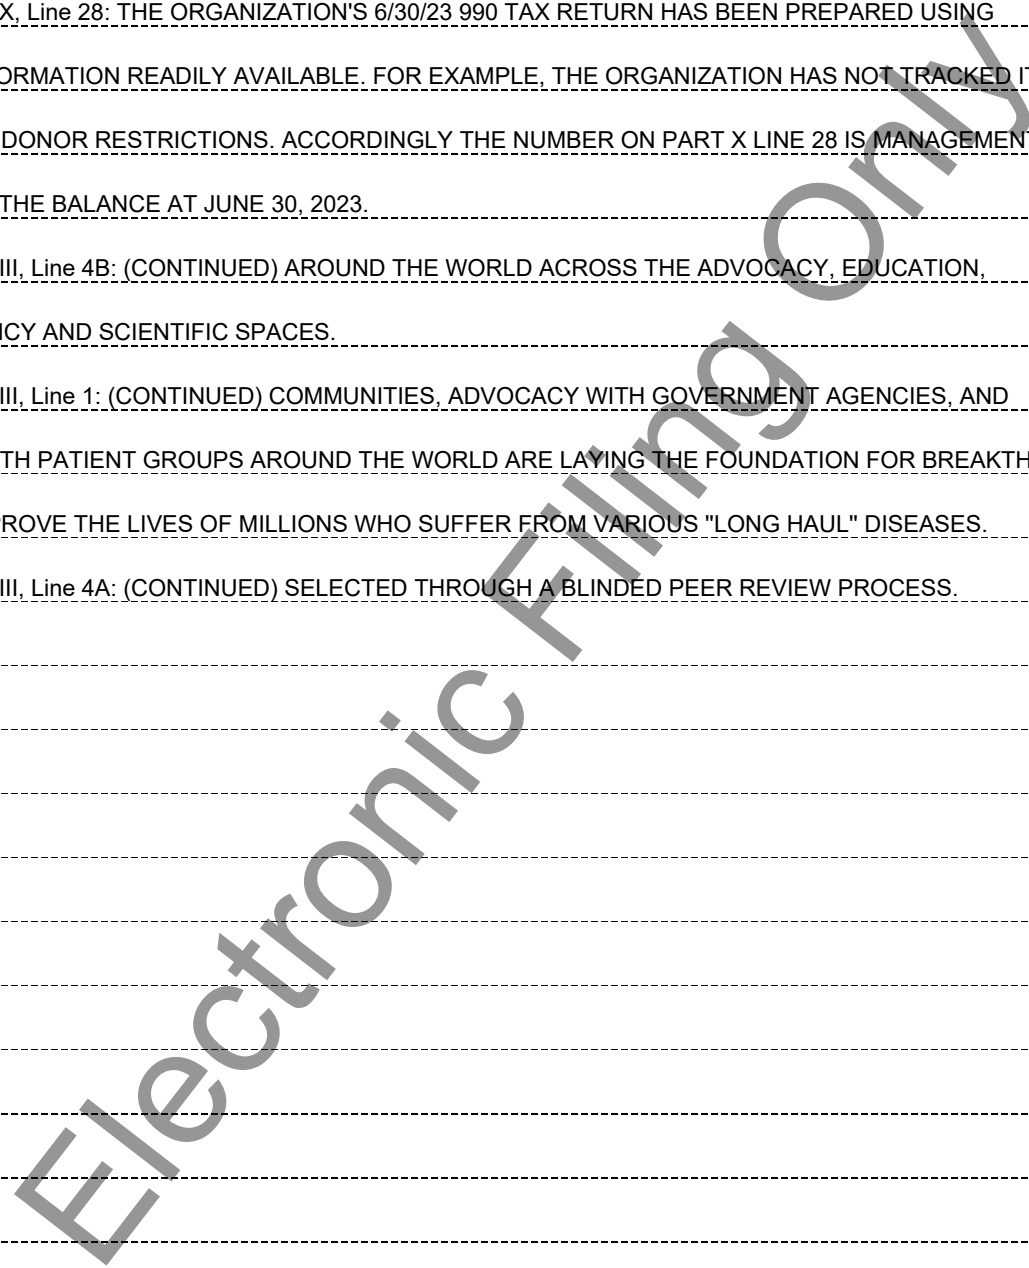 X, Line 28: THE ORGANIZATION'S 6/30/23 990 TAX RETURN HAS BEEN PREPARED USING
ORMATION READILY AVAILABLE. FOR EXAMPLE, THE ORGANIZATION HAS NOT TRACKED IT
DONOR RESTRICTIONS. ACCORDINGLY THE NUMBER ON PART X LINE 28 IS MANAGEMENT
THE BALANCE AT JUNE 30, 2023.
III, Line 4B: (CONTINUED) AROUND THE WORLD ACROSS THE ADVOCACY, EDUCATION,
ICY AND SCIENTIFIC SPACES.
III, Line 1: (CONTINUED) COMMUNITIES, ADVOCACY WITH GOVERNMENT AGENCIES, AND
TH PATIENT GROUPS AROUND THE WORLD ARE LAYING THE FOUNDATION FOR BREAKTH
PROVE THE LIVES OF MILLIONS WHO SUFFER FROM VARIOUS "LONG HAUL" DISEASES.
III, Line 4A: (CONTINUED) SELECTED THROUGH A BLINDED PEER REVIEW PROCESS.
Electronic Filing Only